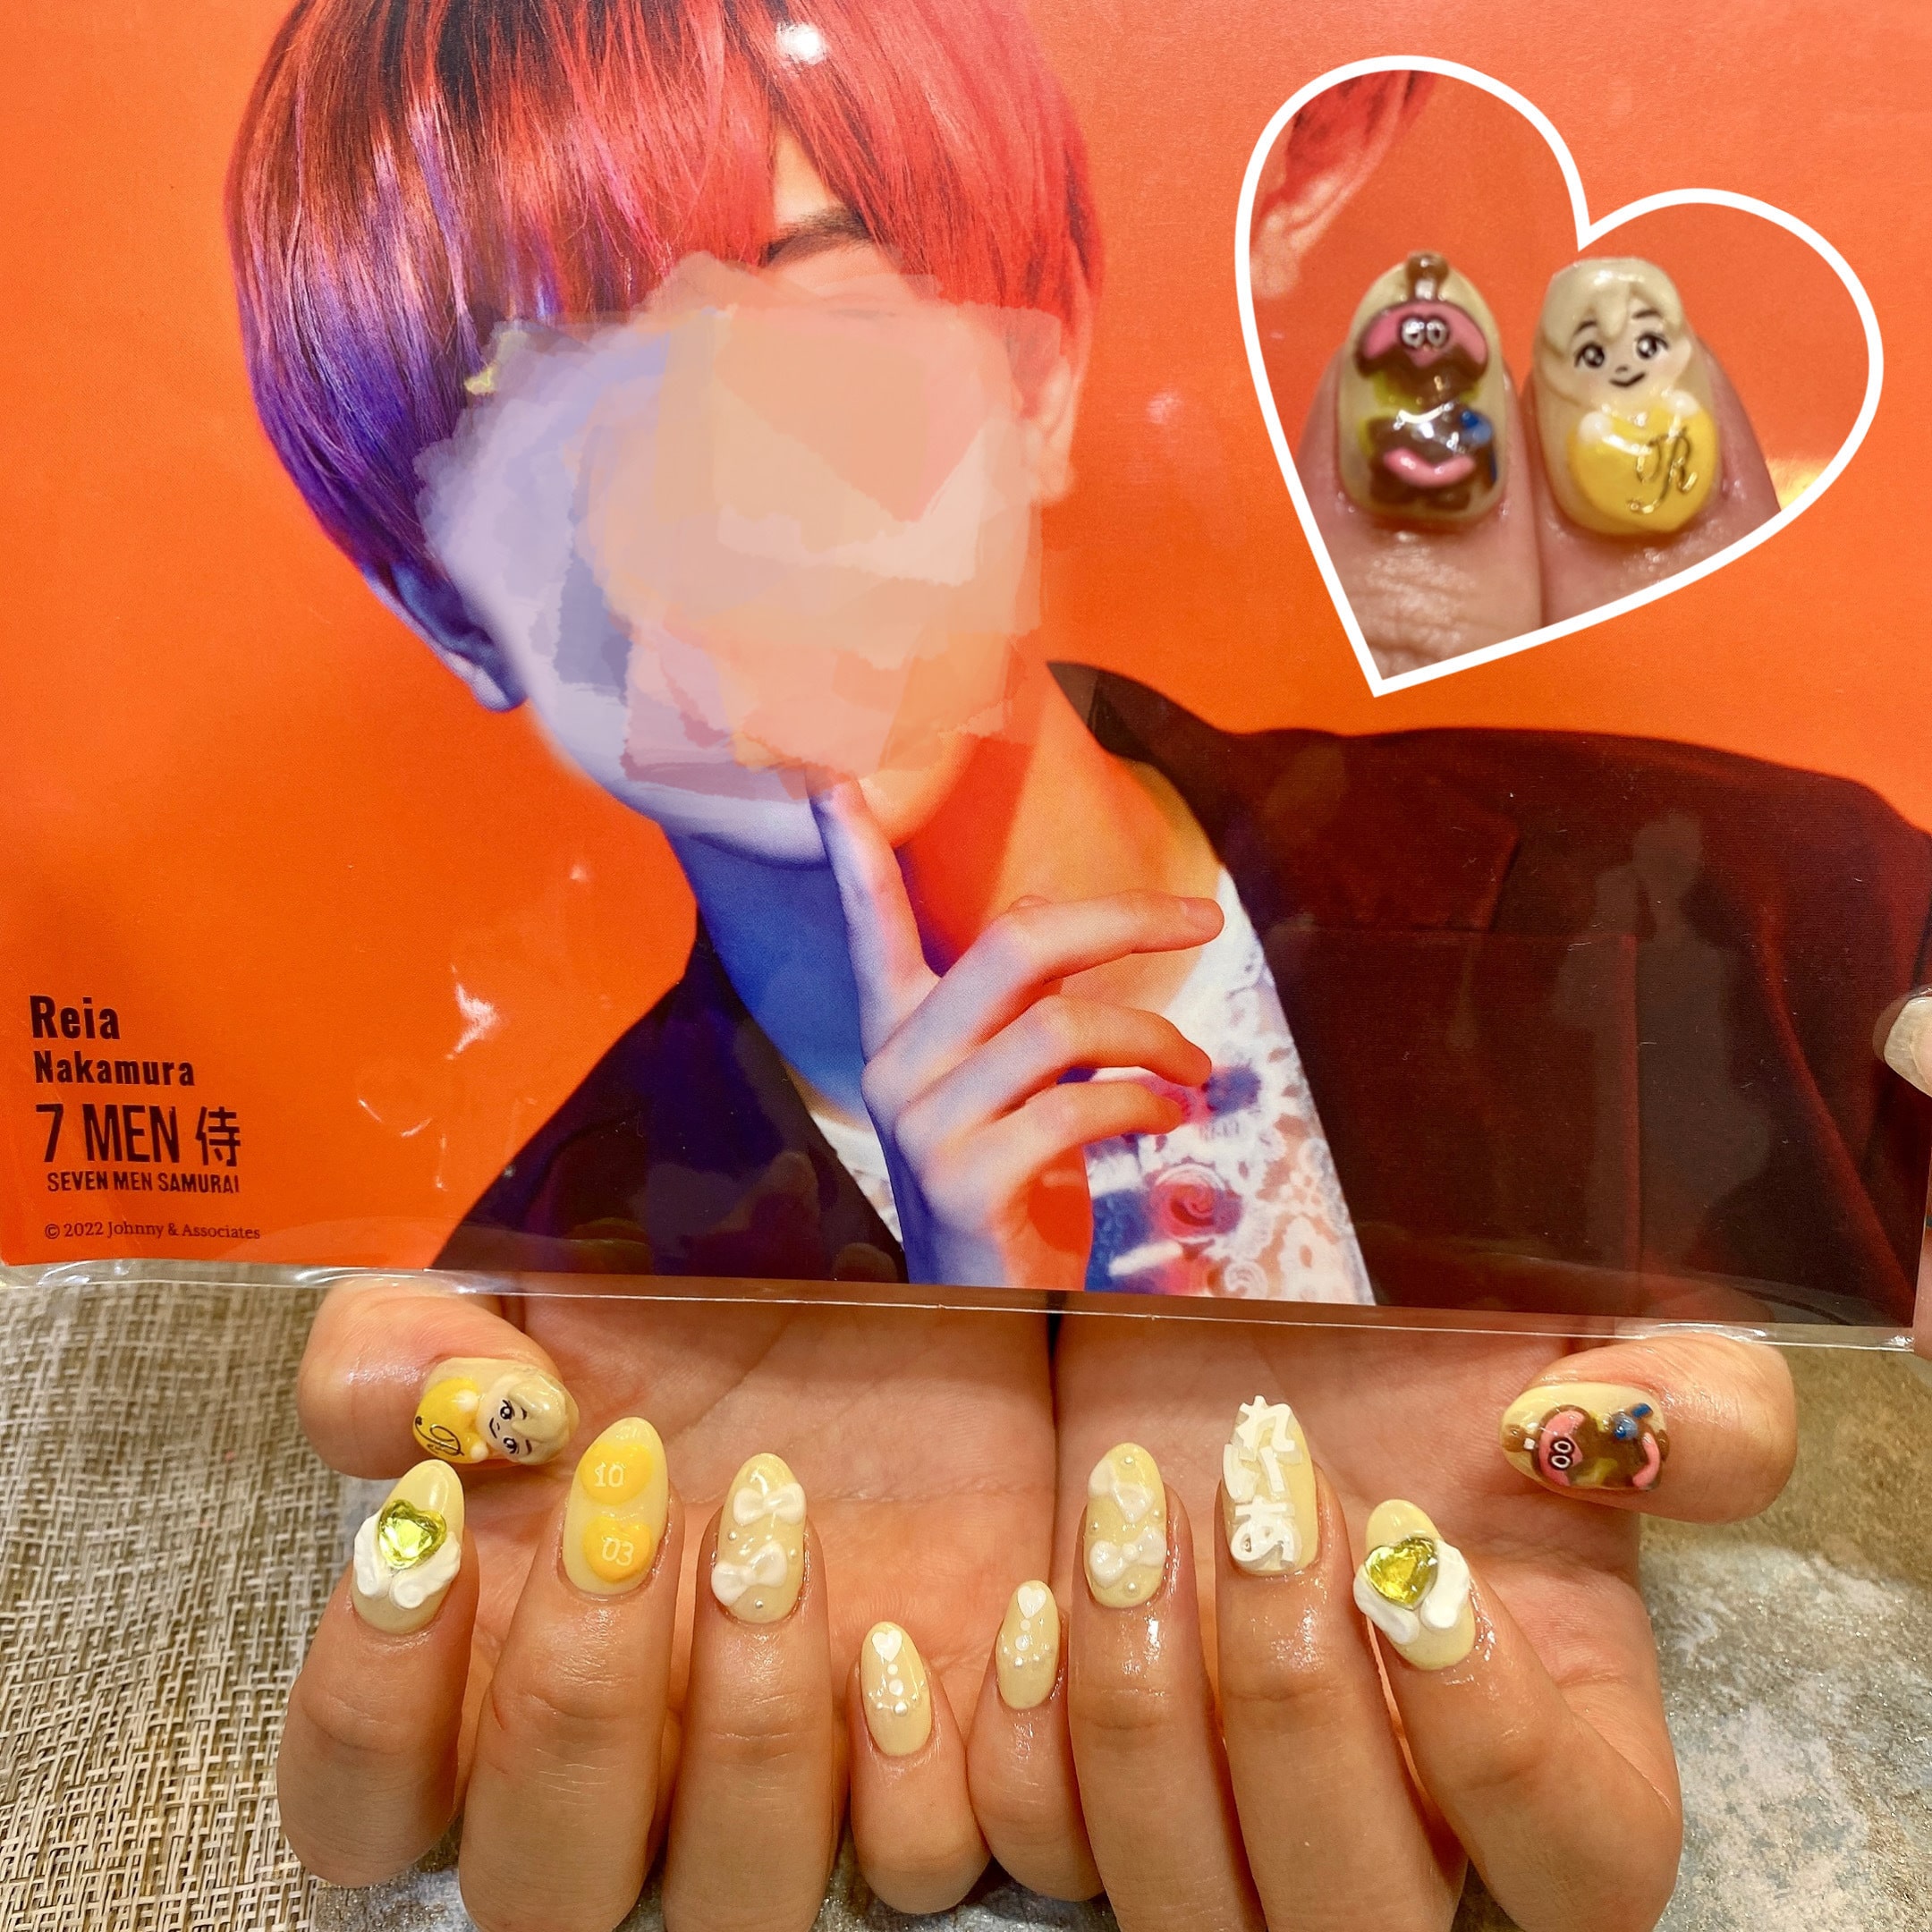 R
Reia
Nakamura
7 MEN 侍
SEVEN MEN SAMURAI
© 2022 Johnny & Associates
10
03
れいあ